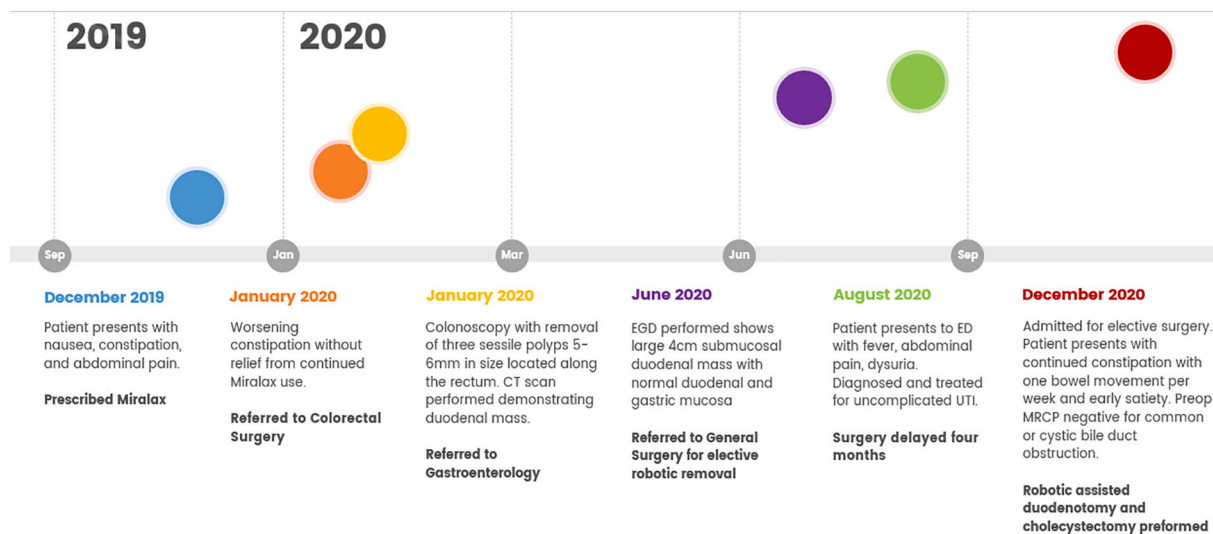 2019
2020
Sep
Jan
Mar
Jun
Sep
December 2019
Patient presents with
nausea, constipation,
and abdominal pain.
Prescribed Miralax
January 2020
Worsening
constipation without
relief from continued
Miralax use.
Referred to Colorectal
Surgery
January 2020
Colonoscopy with removal
of three sessile polyps 5-
6mm in size located along
the rectum. CT scan
performed demonstrating
duodenal mass.
Referred to
Gastroenterology
June 2020
EGD performed shows
large 4cm submucosal
duodenal mass with
normal duodenal and
gastric mucosa
Referred to General
Surgery for elective
robotic removal
August 2020
Patient presents to ED
with fever, abdominal
pain, dysuria.
Diagnosed and treated
for uncomplicated UTI.
Surgery delayed four
months
December 2020
Admitted for elective surgery.
Patient presents with
continued constipation with
one bowel movement per
week and early satiety. Preop
MRCP negative for common
or cystic bile duct
obstruction.
Robotic assisted
duodenotomy and
cholecystectomy preformed